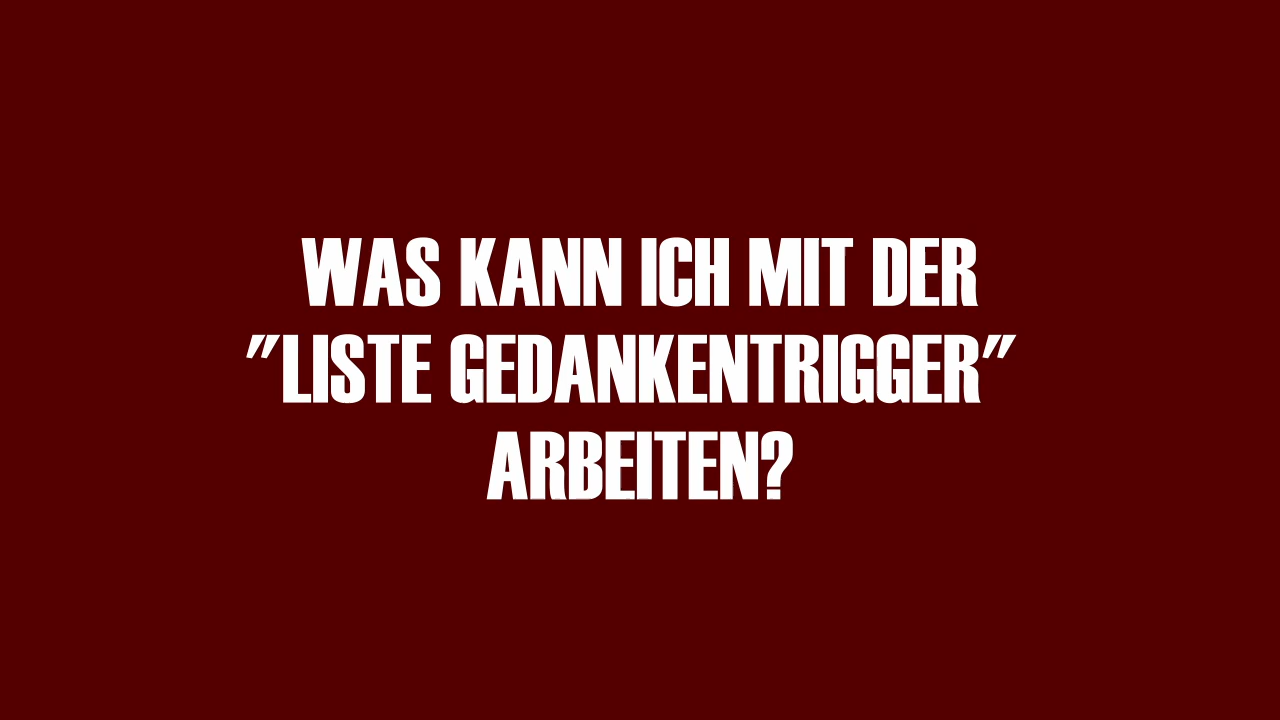 WAS KANN ICH MIT DER
"LISTE GEDANKENTRIGGER"
ARBEITEN?